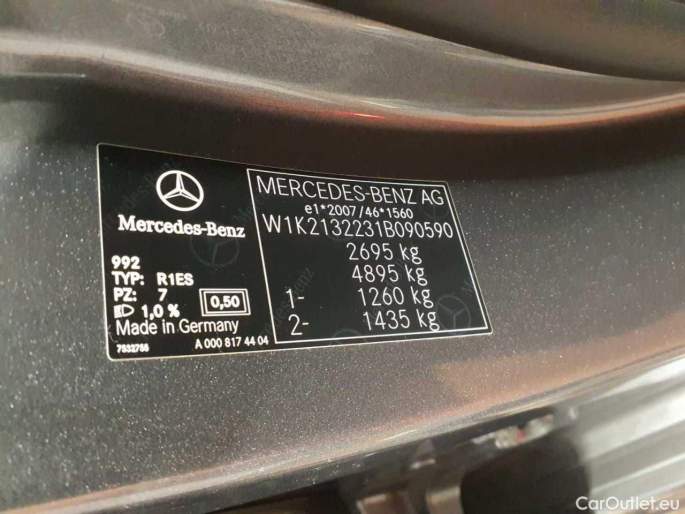 Mercedes-Benz
992
TYP: R1ES
PZ: 7
1,0 % 0,50
Made in Germany
7532756 A 000 817 44 04
MERCEDES-BENZ AG
e1*2007/46*1560
W1K2132231B090590
2695 kg
4895 kg
1- 1260 kg
2- 1435 kg
CarOutlet.eu